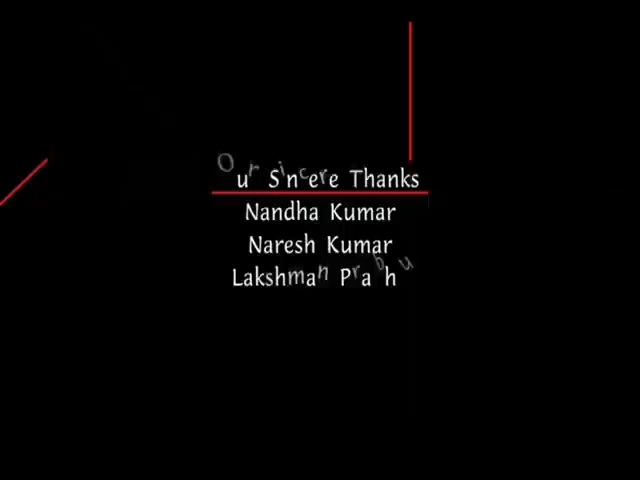 Our Sincere Thanks
Nandha Kumar
Naresh Kumar
Lakshman Prabhu